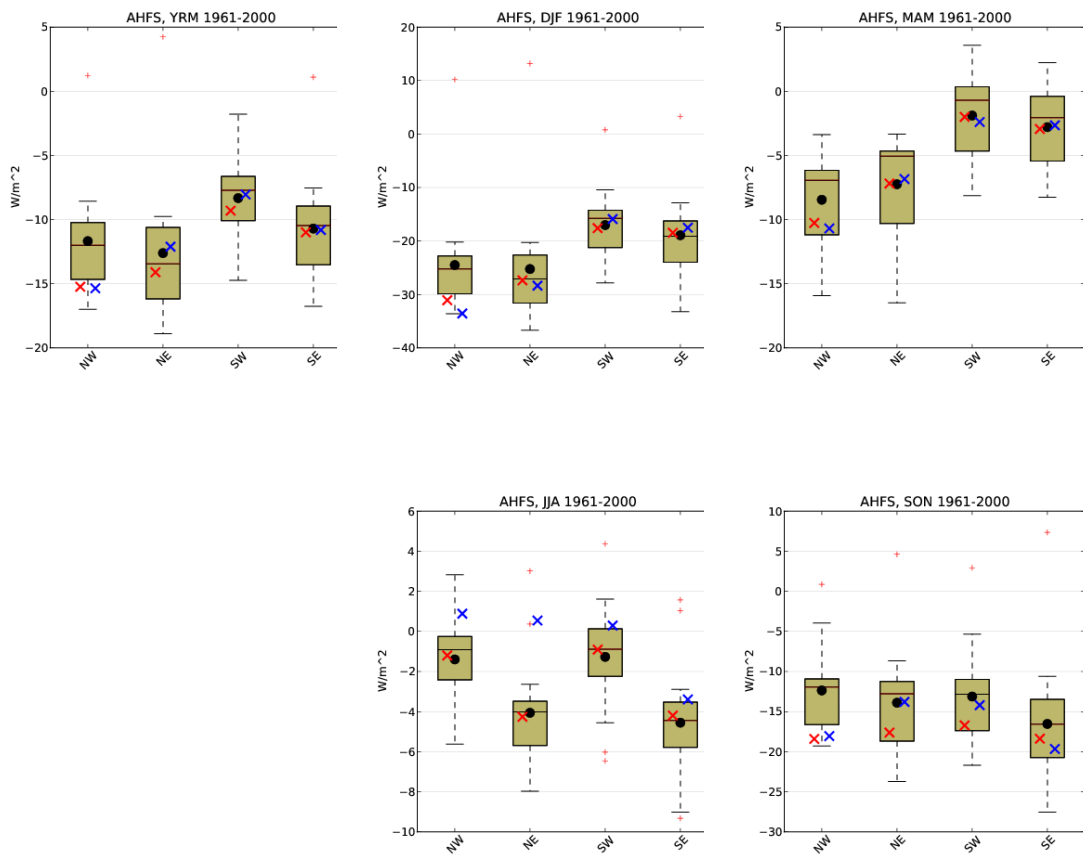 AHFS, YRM 1961-2000
5
0
−5
−10
−15
−20
W/m^2
NW
NE
SW
SE
AHFS, DJF 1961-2000
20
10
0
−10
−20
−30
−40
W/m^2
NW
NE
SW
SE
AHFS, MAM 1961-2000
5
0
−5
−10
−15
−20
W/m^2
NW
NE
SW
SE
AHFS, JJA 1961-2000
6
4
2
0
−2
−4
−6
−8
−10
W/m^2
NW
NE
SW
SE
AHFS, SON 1961-2000
10
5
0
−5
−10
−15
−20
−25
−30
W/m^2
NW
NE
SW
SE